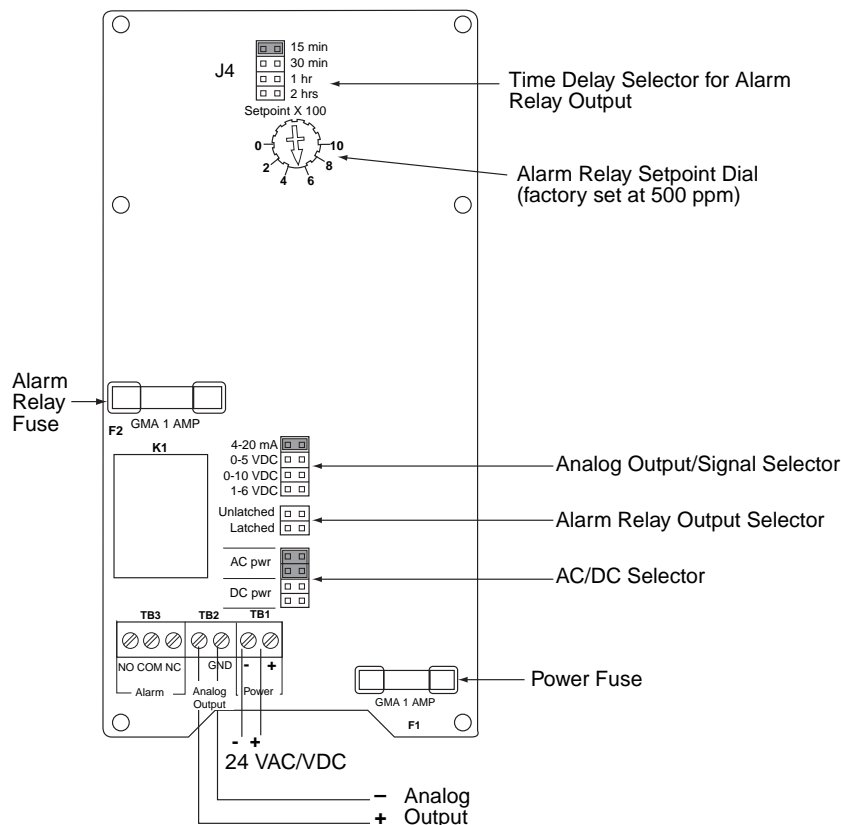 J4
15 min
30 min
1 hr
2 hrs
Time Delay Selector for Alarm
Relay Output
Setpoint X 100
0
2
4
6
8
10
Alarm Relay Setpoint Dial
(factory set at 500 ppm)
Alarm
Relay
Fuse
F2
GMA 1 AMP
K1
4-20 mA
0-5 VDC
0-10 VDC
1-6 VDC
Analog Output/Signal Selector
Unlatched
Latched
Alarm Relay Output Selector
AC pwr
DC pwr
AC/DC Selector
TB3 TB2 TB1
NO COM NC GND - +
Alarm
Analog
Output
Power
GMA 1 AMP
F1
Power Fuse
- +
24 VAC/VDC
– Analog
+ Output